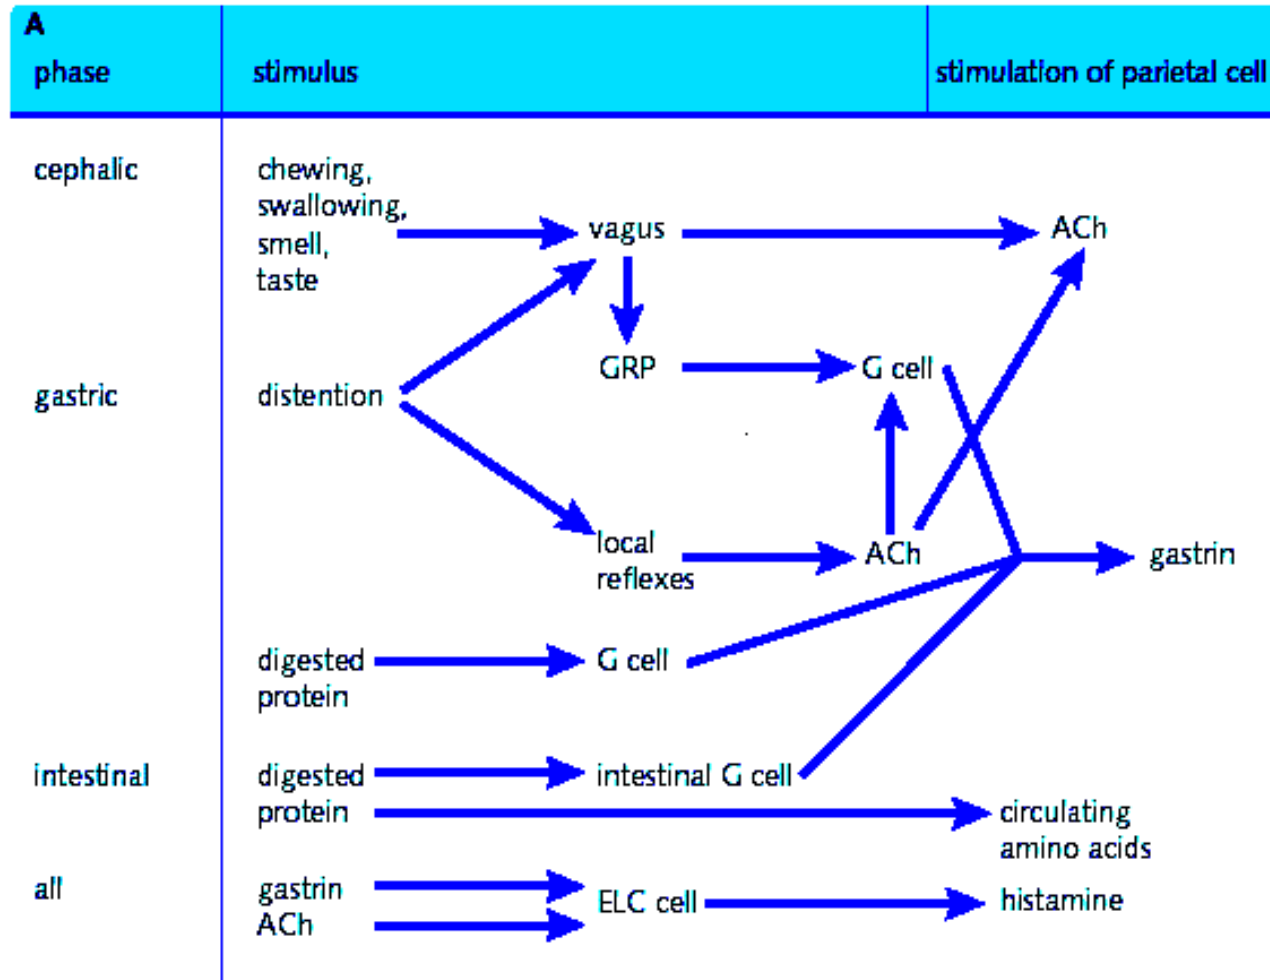 A
phase
stimulus
stimulation of parietal cell
cephalic
chewing,
swallowing,
smell,
taste
vagus
ACh
GRP
G cell
gastric
distention
local
reflexes
ACh
gastrin
digested
protein
G cell
intestinal
digested
protein
intestinal G cell
circulating
amino acids
all
gastrin
ACh
ELC cell
histamine